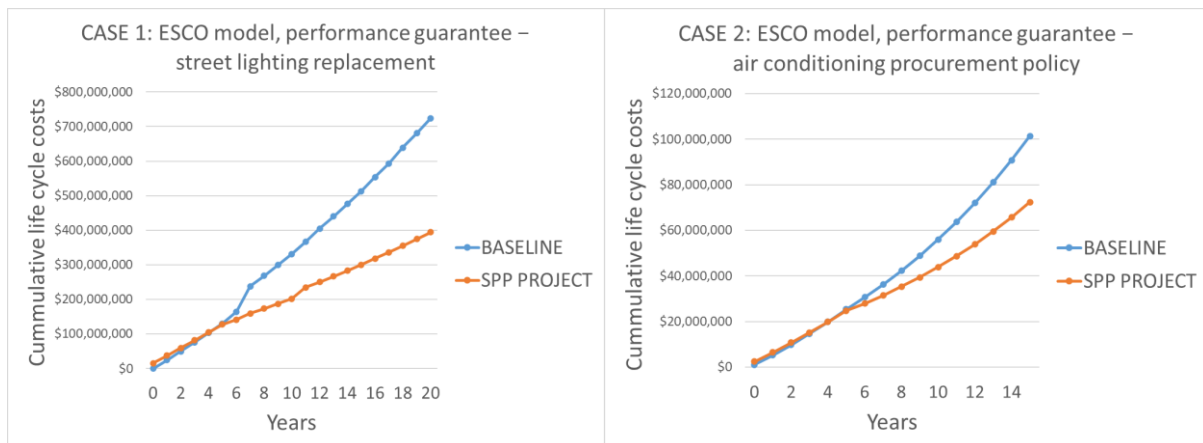 CASE 1: ESCO model, performance guarantee –
street lighting replacement
Cummulative life cycle costs
$800,000,000
$700,000,000
$600,000,000
$500,000,000
$400,000,000
$300,000,000
$200,000,000
$100,000,000
$0
0 2 4 6 8 10 12 14 16 18 20
Years
BASELINE
SPP PROJECT
CASE 2: ESCO model, performance guarantee –
air conditioning procurement policy
Cummulative life cycle costs
$120,000,000
$100,000,000
$80,000,000
$60,000,000
$40,000,000
$20,000,000
$0
0 2 4 6 8 10 12 14
Years
BASELINE
SPP PROJECT